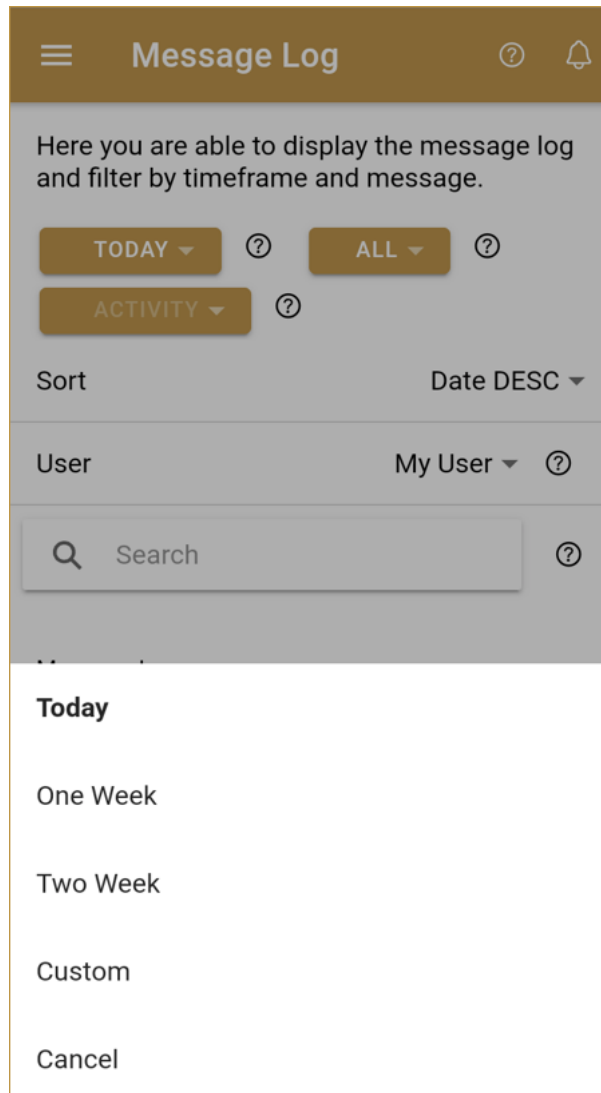 Message Log
Here you are able to display the message log
and filter by timeframe and message.
TODAY
ALL
ACTIVITY
Sort
Date DESC
User
My User
Search
Today
One Week
Two Week
Custom
Cancel